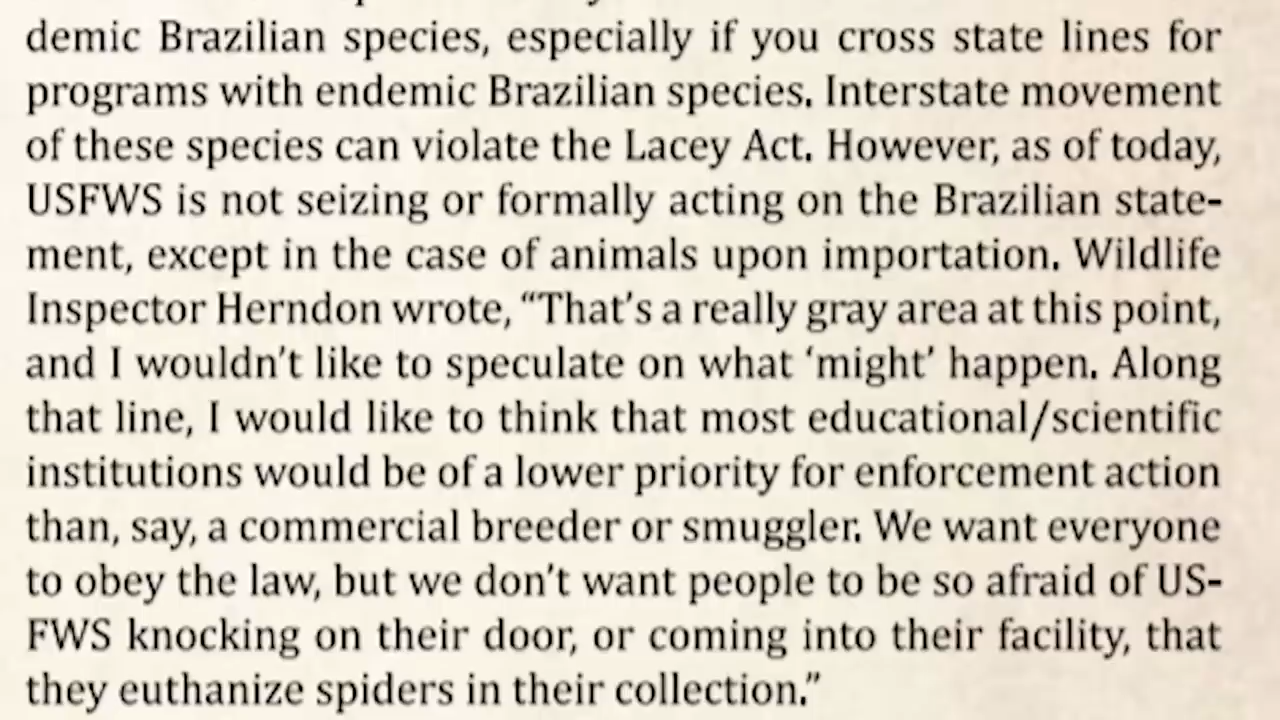 demic Brazilian species, especially if you cross state lines for
programs with endemic Brazilian species. Interstate movement
of these species can violate the Lacey Act. However, as of today,
USFWS is not seizing or formally acting on the Brazilian state-
ment, except in the case of animals upon importation. Wildlife
Inspector Herndon wrote, “That’s a really gray area at this point,
and I wouldn’t like to speculate on what ‘might’ happen. Along
that line, I would like to think that most educational/scientific
institutions would be of a lower priority for enforcement action
than, say, a commercial breeder or smuggler. We want everyone
to obey the law, but we don’t want people to be so afraid of US-
FWS knocking on their door, or coming into their facility, that
they euthanize spiders in their collection.”